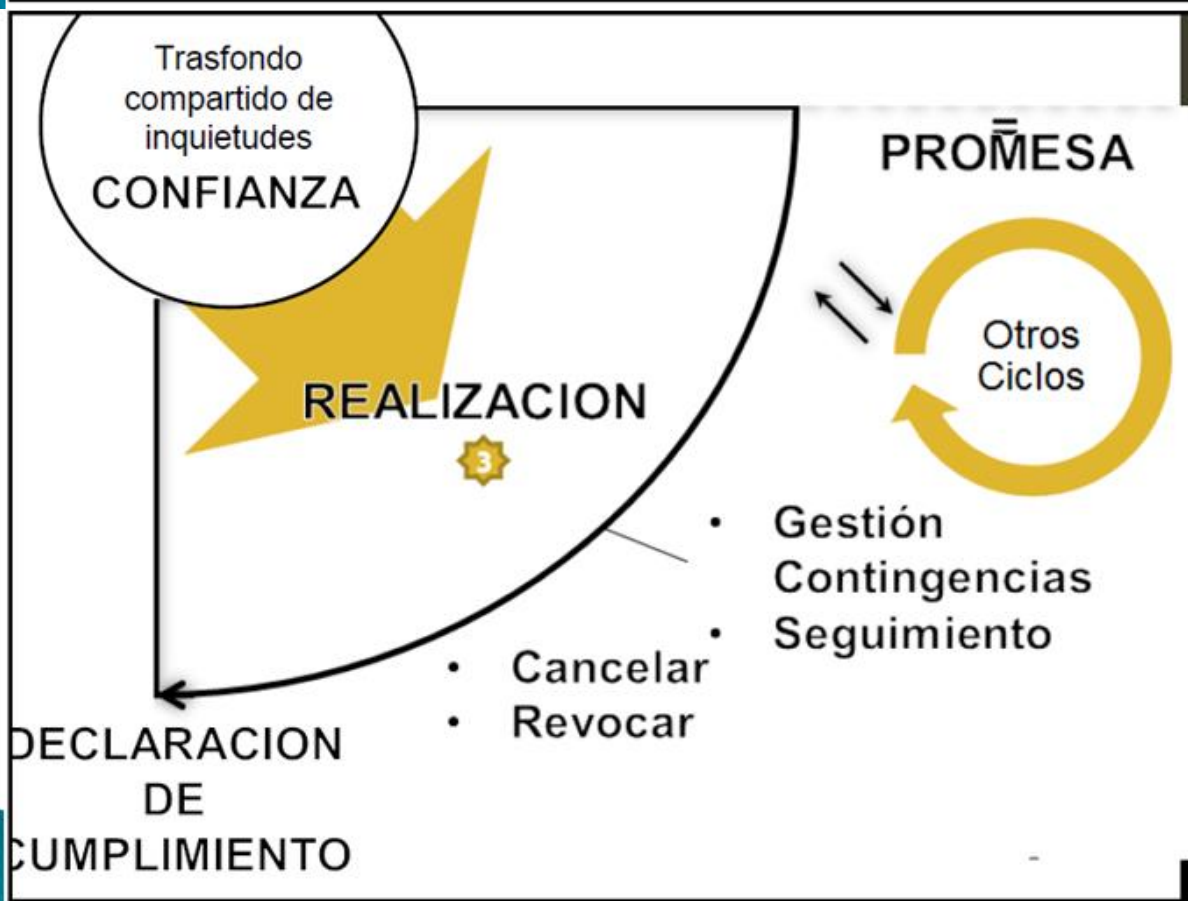 Trasfondo
compartido de
inquietudes
CONFIANZA
PROMESA
Otros
Ciclos
REALIZACION
3
• Gestión
Contingencias
• Seguimiento
• Cancelar
• Revocar
DECLARACION
DE
CUMPLIMIENTO